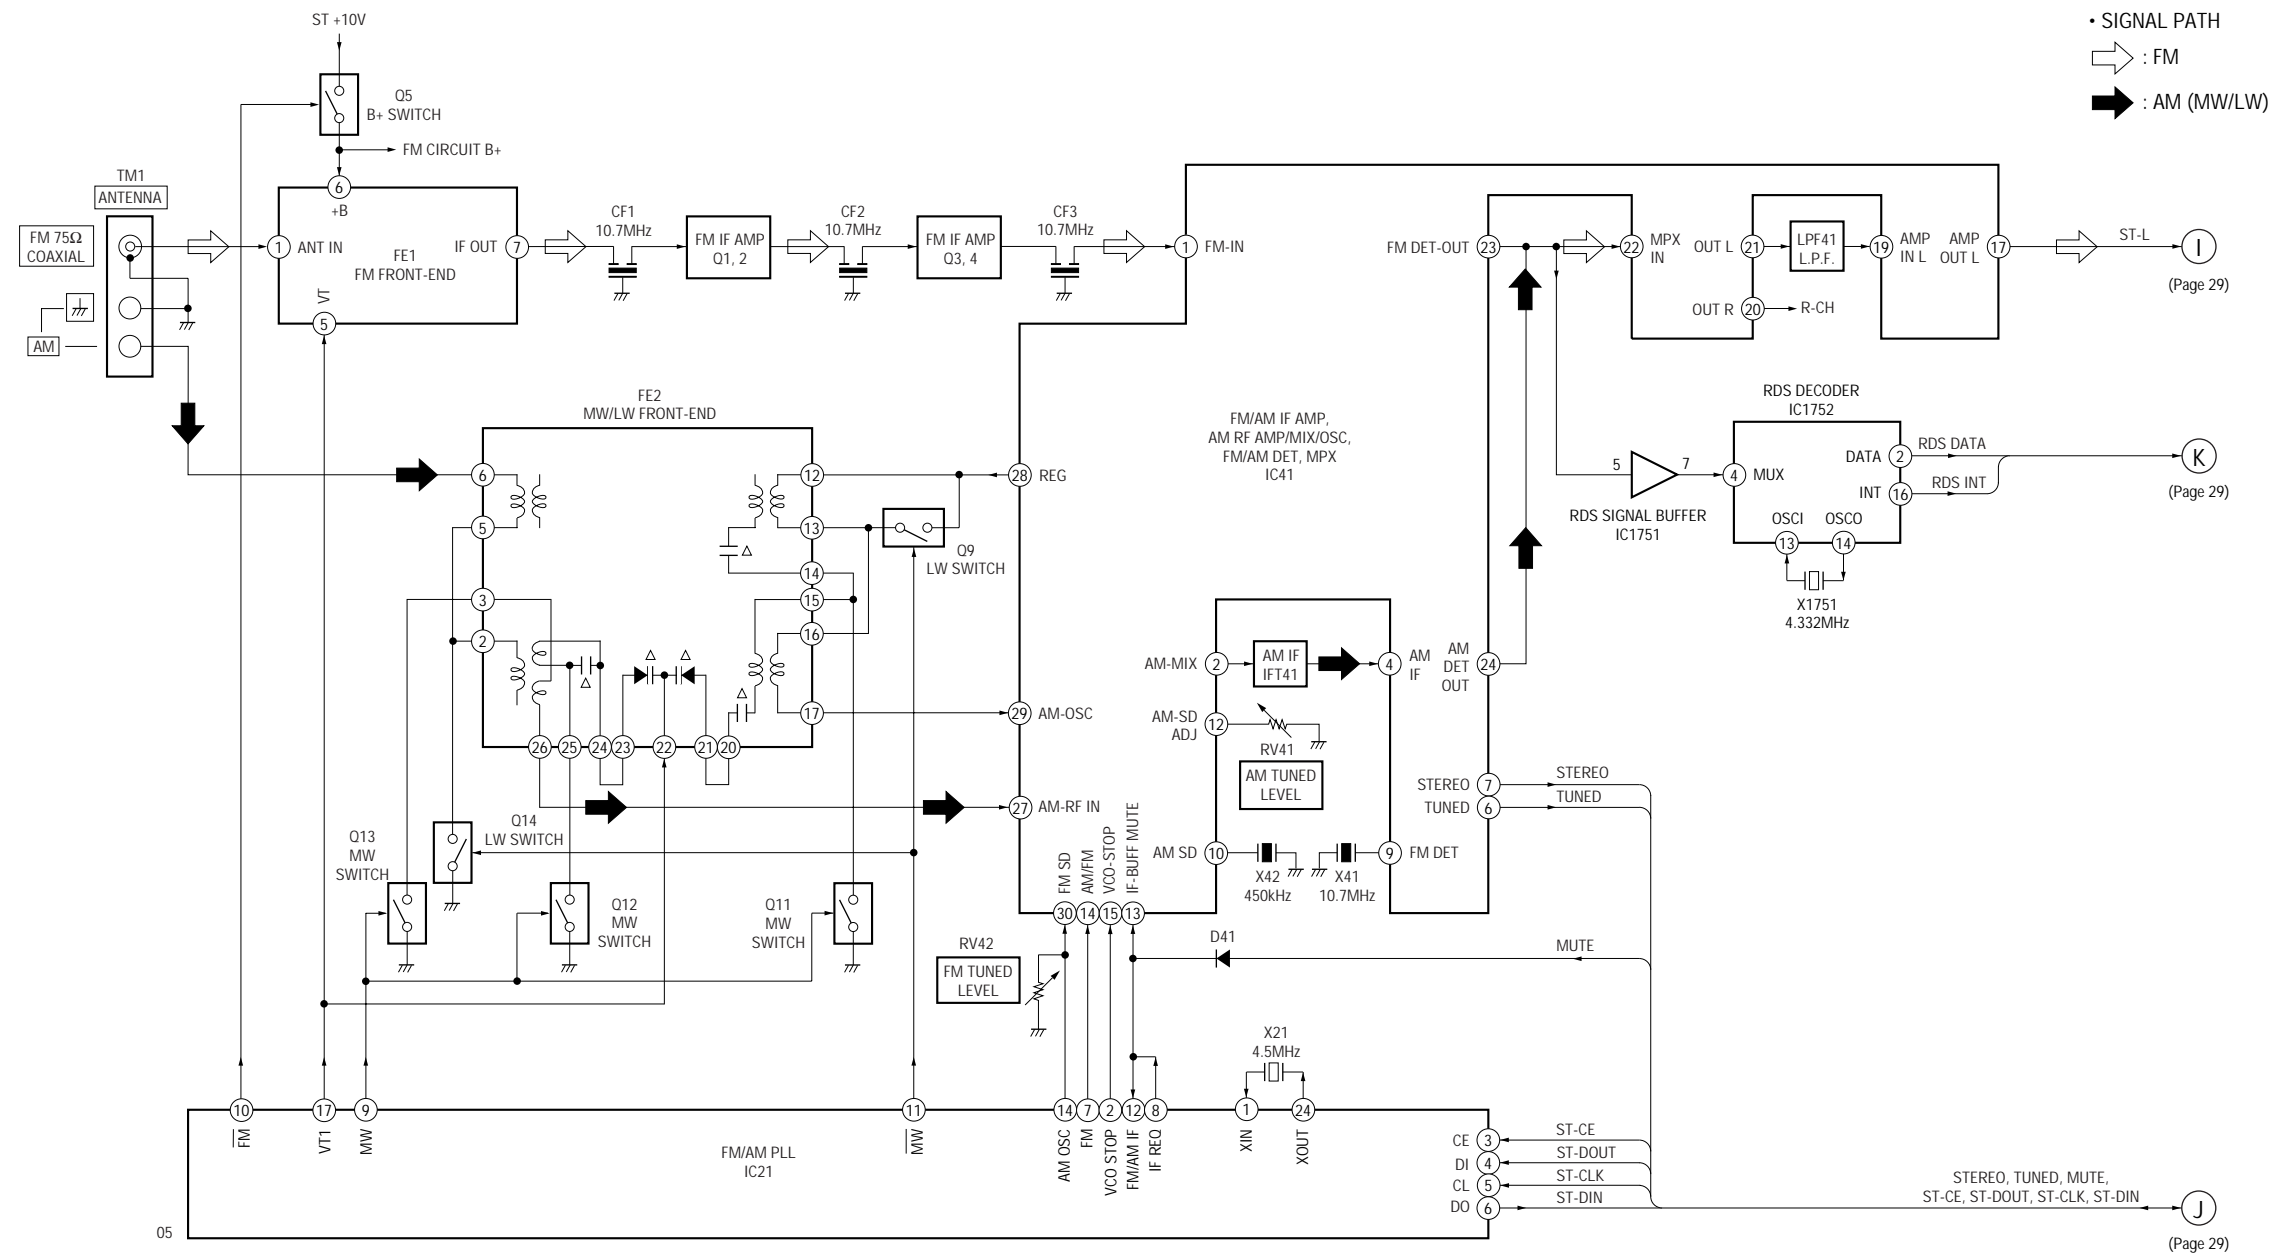 ST +10V
• SIGNAL PATH
: FM
: AM (MW/LW)
Q5
B+ SWITCH
FM CIRCUIT B+
TM1
ANTENNA
FM 75Ω
COAXIAL
AM
6
+B
1
ANT IN
IF OUT
7
FE1
FM FRONT-END
VT
5
CF1
10.7MHz
FM IF AMP
Q1, 2
CF2
10.7MHz
FM IF AMP
Q3, 4
CF3
10.7MHz
1
FM-IN
FM DET-OUT
23
22
MPX
IN
OUT L
21
LPF41
L.P.F.
19
AMP
IN L
AMP
OUT L
17
ST-L
I
(Page 29)
OUT R
20
R-CH
FE2
MW/LW FRONT-END
6
5
3
2
12
13
14
15
16
17
26
25
24
23
22
21
20
Q9
LW SWITCH
28
REG
FM/AM IF AMP,
AM RF AMP/MIX/OSC,
FM/AM DET, MPX
IC41
29
AM-OSC
27
AM-RF IN
RDS DECODER
IC1752
5
7
RDS SIGNAL BUFFER
IC1751
4
MUX
DATA
2
RDS DATA
INT
16
RDS INT
K
(Page 29)
OSCI
OSCO
13
14
X1751
4.332MHz
AM-MIX
2
AM IF
IFT41
4
AM
IF
AM
DET
OUT
24
AM-SD
ADJ
12
RV41
AM TUNED
LEVEL
AM SD
10
X42
450kHz
X41
10.7MHz
9
FM DET
STEREO
7
STEREO
TUNED
6
TUNED
FM SD
AM/FM
VCO-STOP
IF-BUFF MUTE
30
14
15
13
Q13
MW
SWITCH
Q14
LW SWITCH
Q12
MW
SWITCH
Q11
MW
SWITCH
RV42
FM TUNED
LEVEL
D41
MUTE
X21
4.5MHz
10
FM
17
VT1
9
MW
11
MW
14
AM OSC
7
FM
2
VCO STOP
12
FM/AM IF
8
IF REQ
1
XIN
24
XOUT
FM/AM PLL
IC21
CE
3
ST-CE
DI
4
ST-DOUT
CL
5
ST-CLK
DO
6
ST-DIN
STEREO, TUNED, MUTE,
ST-CE, ST-DOUT, ST-CLK, ST-DIN
J
(Page 29)
05